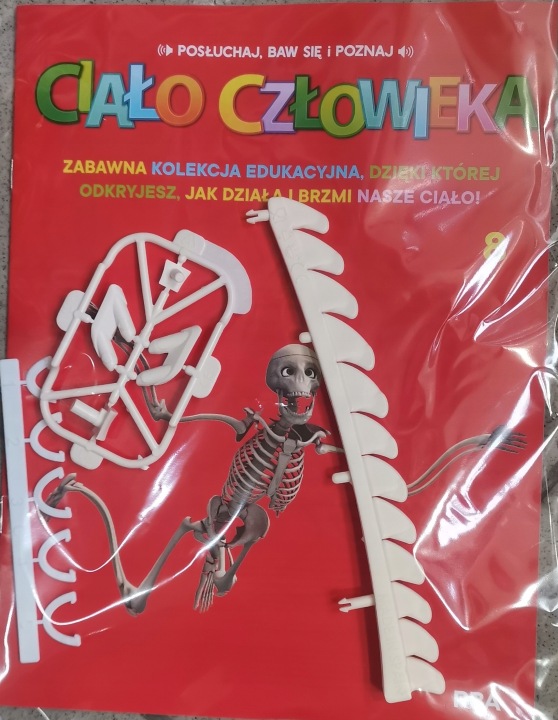 POSŁUCHAJ, BAW SIĘ i POZNAJ
CIAŁO CZŁOWIEKA
ZABAWNA KOLEKCJA EDUKACYJNA, DZIĘKI KTÓREJ
ODKRYJESZ, JAK DZIAŁA I BRZMI NASZE CIAŁO!
8
RBA